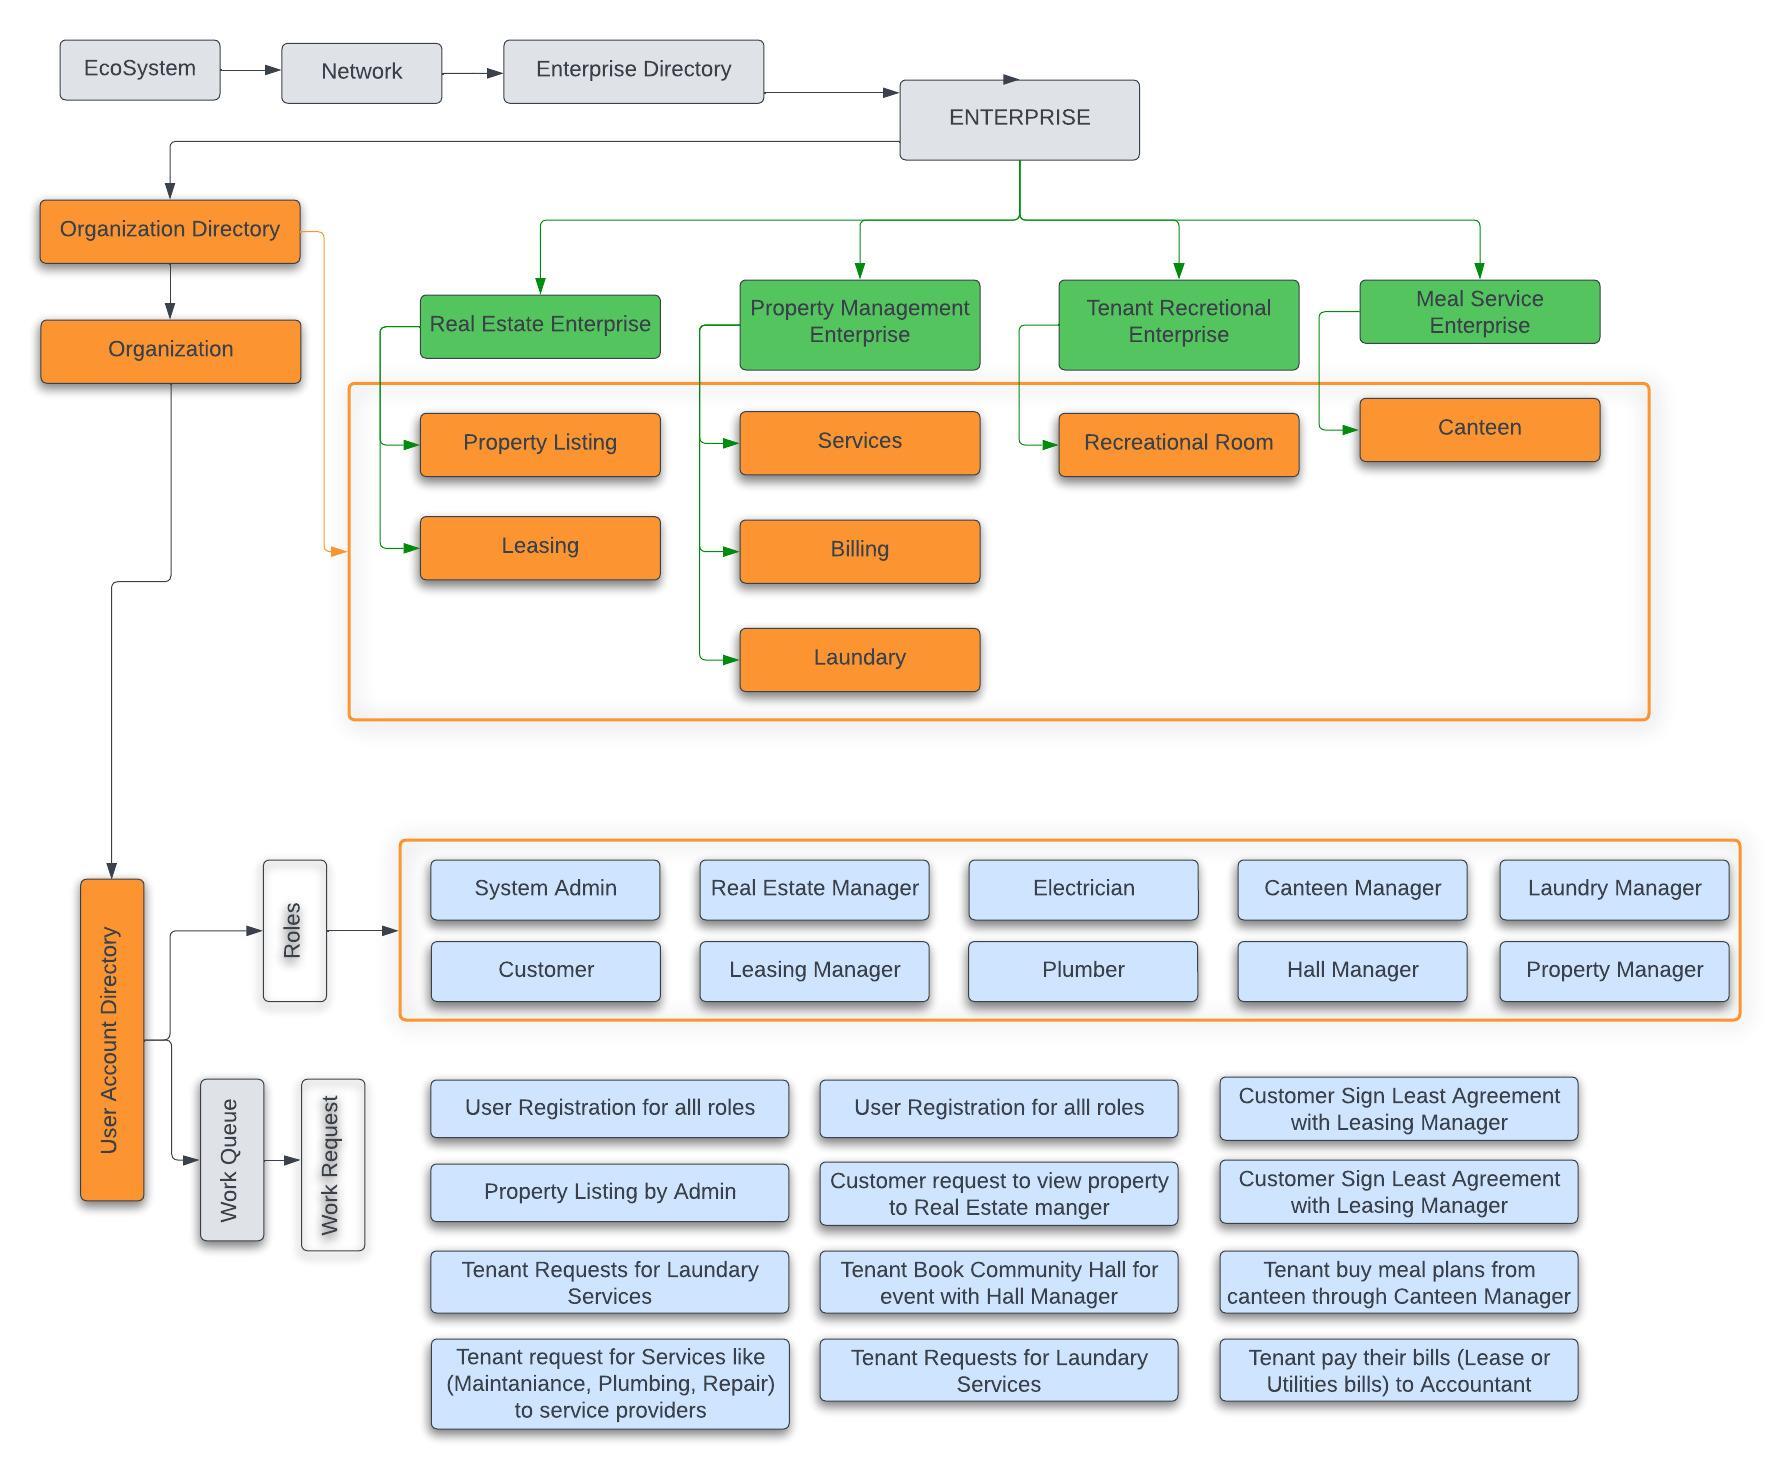 EcoSystem
Network
Enterprise Directory
ENTERPRISE
Organization Directory
Organization
Real Estate Enterprise
Property Management
Enterprise
Tenant Recretional
Enterprise
Meal Service
Enterprise
Property Listing
Services
Recreational Room
Canteen
Leasing
Billing
Laundary
User Account Directory
Roles
System Admin
Real Estate Manager
Electrician
Canteen Manager
Laundry Manager
Customer
Leasing Manager
Plumber
Hall Manager
Property Manager
Work Queue
Work Request
User Registration for alll roles
User Registration for alll roles
Customer Sign Least Agreement
with Leasing Manager
Property Listing by Admin
Customer request to view property
to Real Estate manger
Customer Sign Least Agreement
with Leasing Manager
Tenant Requests for Laundary
Services
Tenant Book Community Hall for
event with Hall Manager
Tenant buy meal plans from
canteen through Canteen Manager
Tenant request for Services like
(Maintaniance, Plumbing, Repair)
to service providers
Tenant Requests for Laundary
Services
Tenant pay their bills (Lease or
Utilities bills) to Accountant